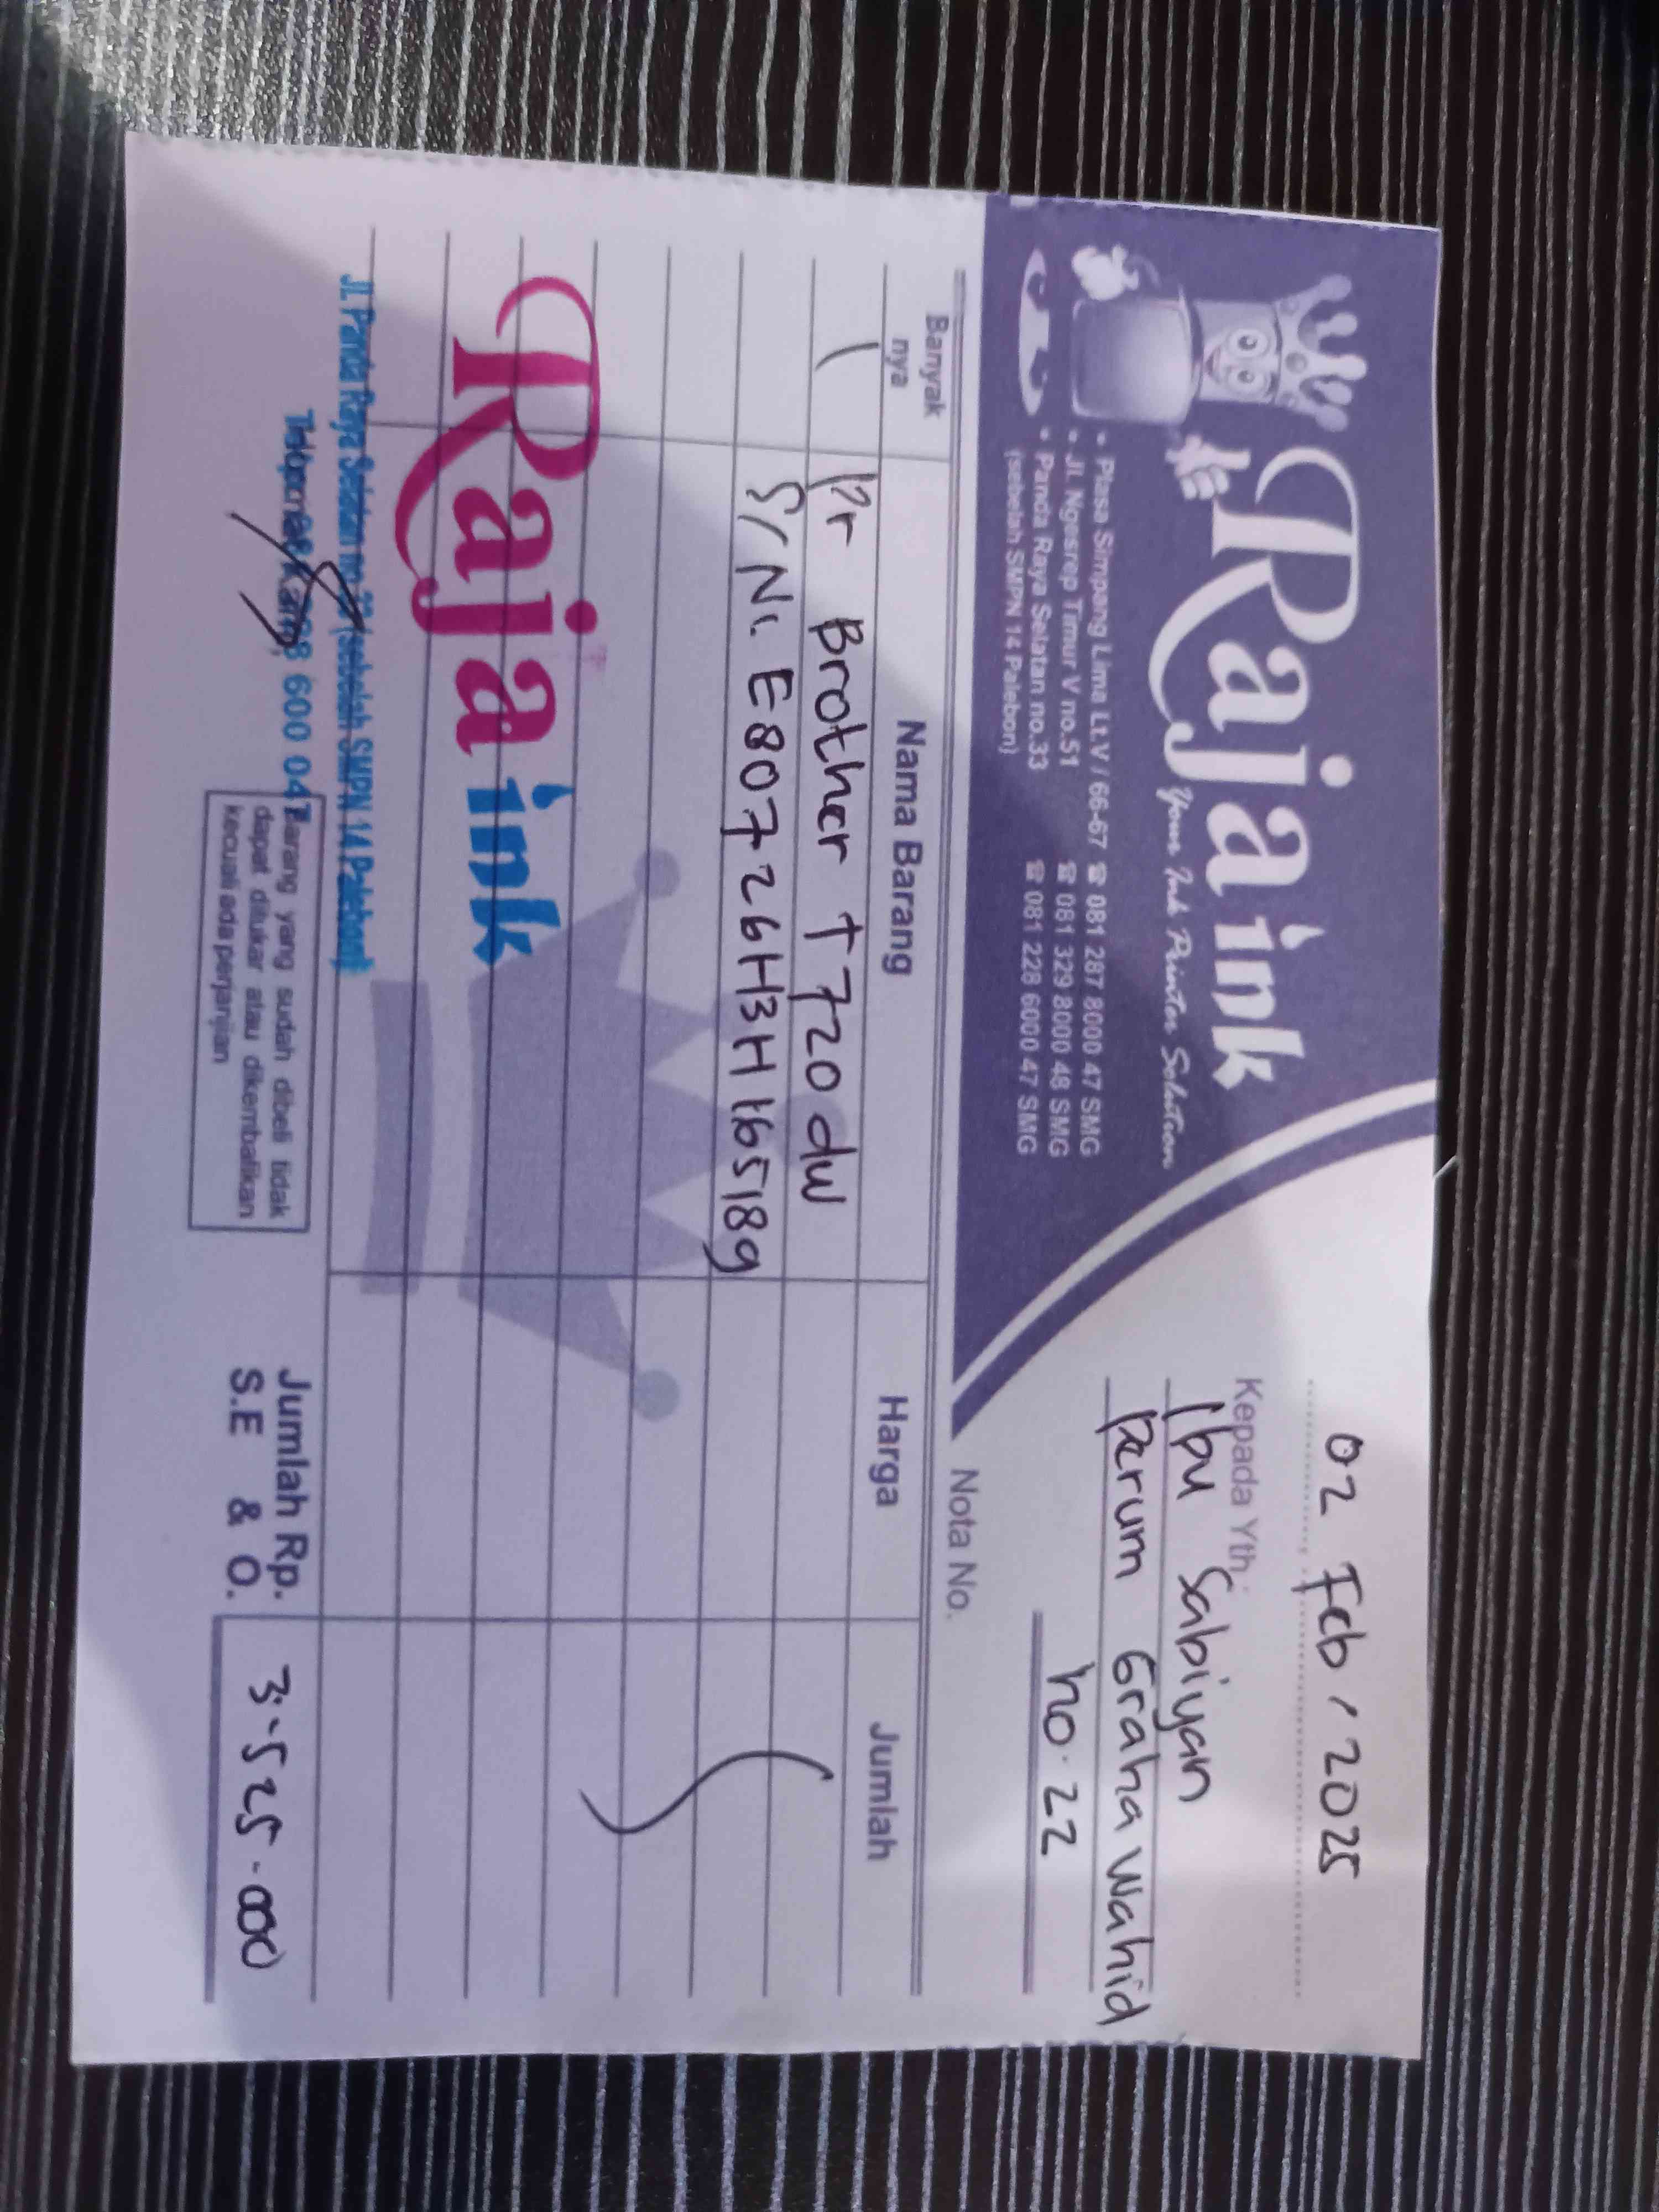 Raja ink
Your Ink Printer Solution
• Plasa Simpang Lima Lt.V / 66-67 ☎ 081 287 8000 47 SMG
• Jl. Ngesrep Timur V no.51 ☎ 081 329 8000 48 SMG
• Panda Raya Selatan no.33 ☎ 081 228 6000 47 SMG
(sebelah SMPN 14 Palebon)
02 Feb, 2025
Kepada Yth :
Ibu Sabiyan
Perum Graha Wahid
no. 22
Nota No.
Banyak nya Nama Barang Harga Jumlah
1 Pr Brother T720dw
S/N. E80726H3H165189
Raja ink
Jl. Panda Raya Selatan no.33 (sebelah SMPN 14 Palebon)
600 047
Barang yang sudah dibeli tidak
dapat ditukar atau dikembalikan
kecuali ada perjanjian
Jumlah Rp. 3.525.000
S.E & O.